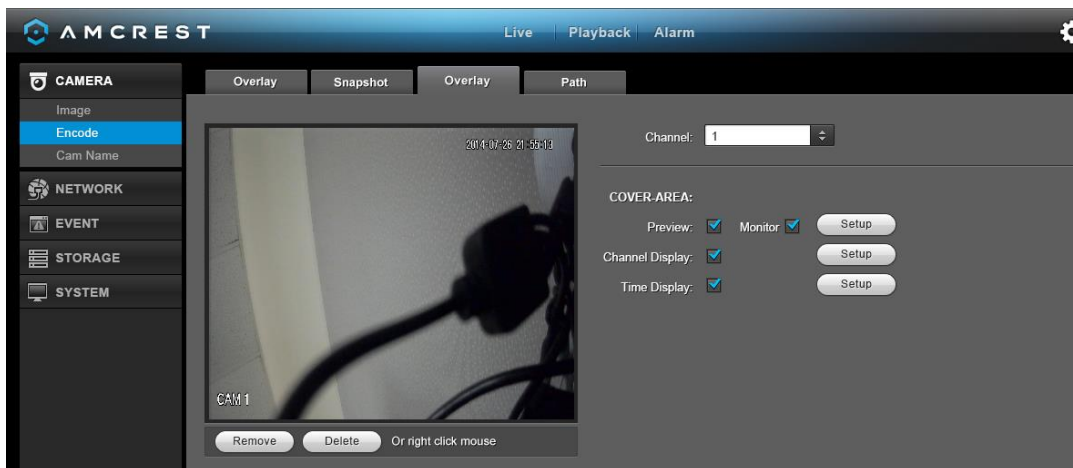 AMCREST
Live Playback Alarm
CAMERA
Image
Encode
Cam Name
NETWORK
EVENT
STORAGE
SYSTEM
Overlay Snapshot Overlay Path
2014-07-26 21-55-13
CAM 1
Remove Delete Or right click mouse
Channel: 1
COVER-AREA:
Preview: Monitor Setup
Channel Display: Setup
Time Display: Setup